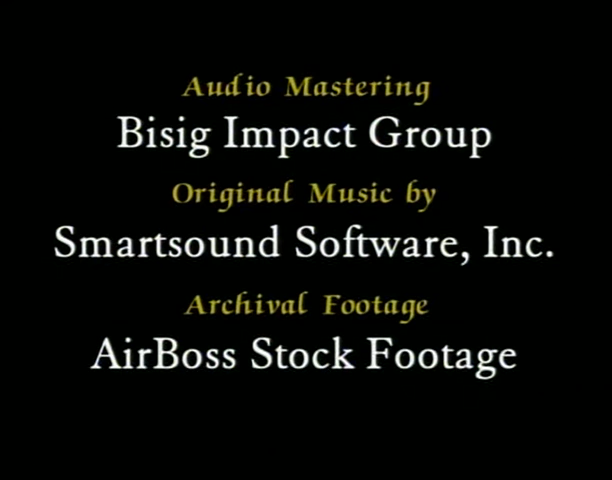 Audio Mastering
Bisig Impact Group
Original Music by
Smartsound Software, Inc.
Archival Footage
AirBoss Stock Footage